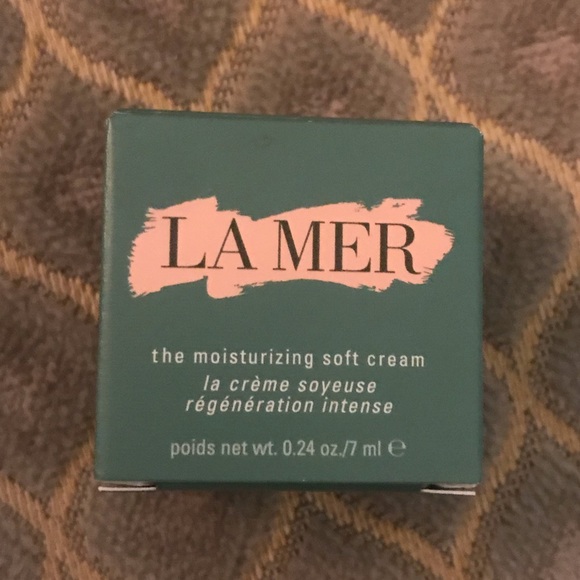 LA MER
the moisturizing soft cream
la crème soyeuse
régénération intense
poids net wt. 0.24 oz./7 ml ℮